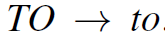 TO → to.